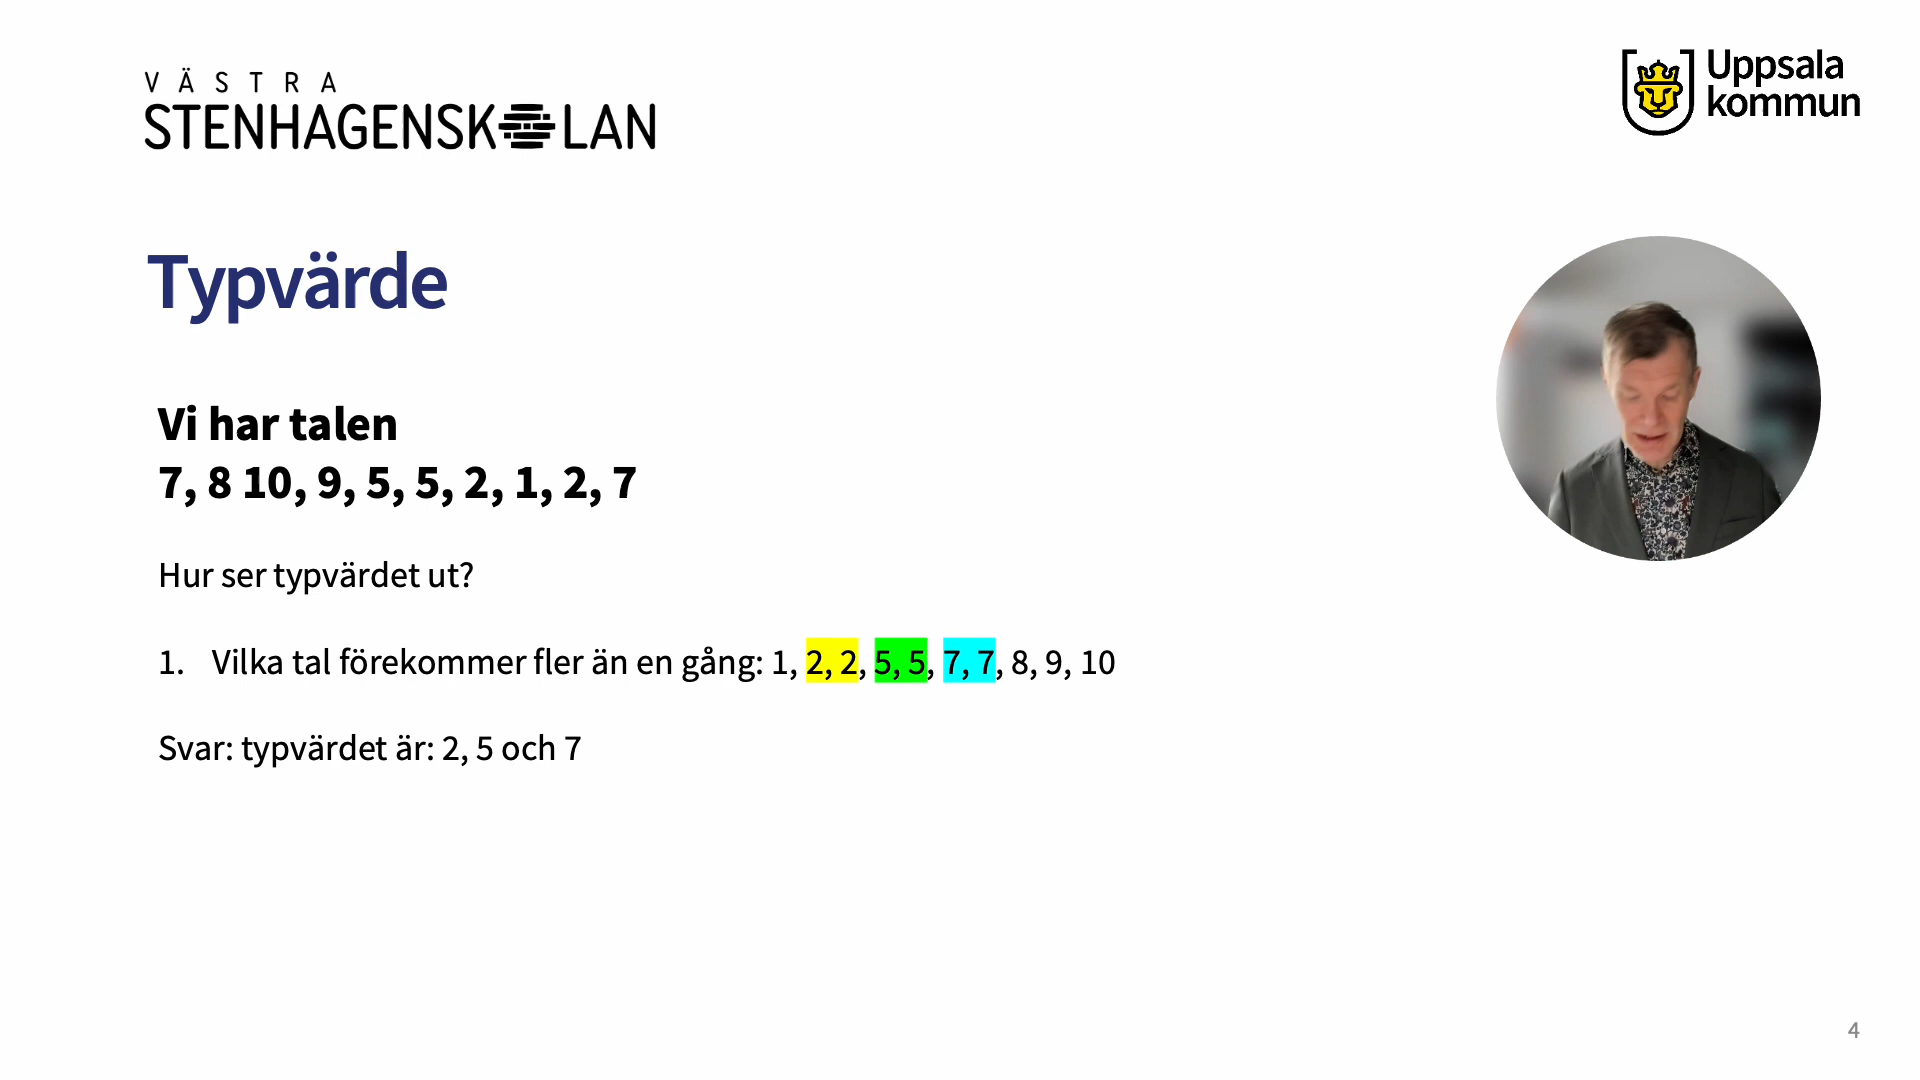 VÄSTRA
STENHAGENSKOLAN
Uppsala
kommun
Typvärde
Vi har talen
7, 8 10, 9, 5, 5, 2, 1, 2, 7
Hur ser typvärdet ut?
1. Vilka tal förekommer fler än en gång: 1, 2, 2, 5, 5, 7, 7, 8, 9, 10
Svar: typvärdet är: 2, 5 och 7
4